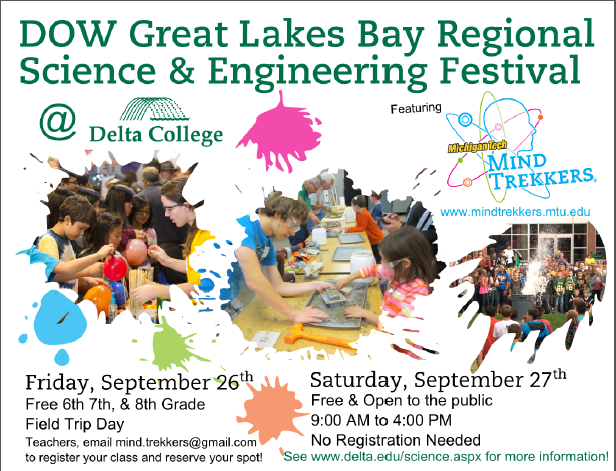 DOW Great Lakes Bay Regional
Science & Engineering Festival
@ Delta College
Featuring
MichiganTech
MIND
TREKKERS®
www.mindtrekkers.mtu.edu
Friday, September 26th
Free 6th 7th, & 8th Grade
Field Trip Day
Teachers, email mind.trekkers@gmail.com
to register your class and reserve your spot!
Saturday, September 27th
Free & Open to the public
9:00 AM to 4:00 PM
No Registration Needed
See www.delta.edu/science.aspx for more information!